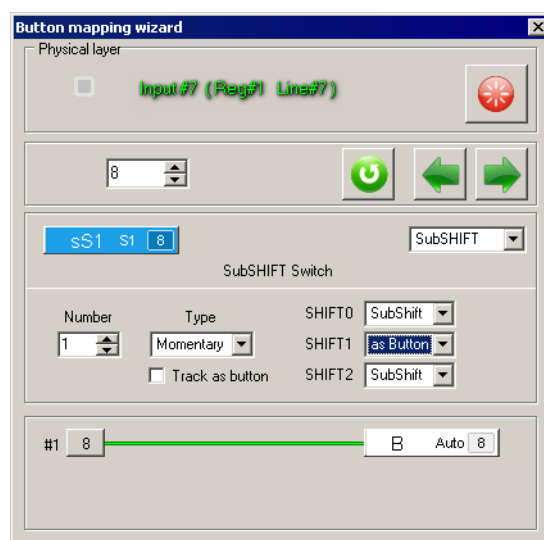 Button mapping wizard
Physical layer
Input#7 (Reg#1 Line#7)
8
sS1 S1 8
SubSHIFT
SubSHIFT Switch
Number
Type
SHIFT0 SubShift
1
Momentary
SHIFT1 as Button
Track as button
SHIFT2 SubShift
#1 8
B Auto 8